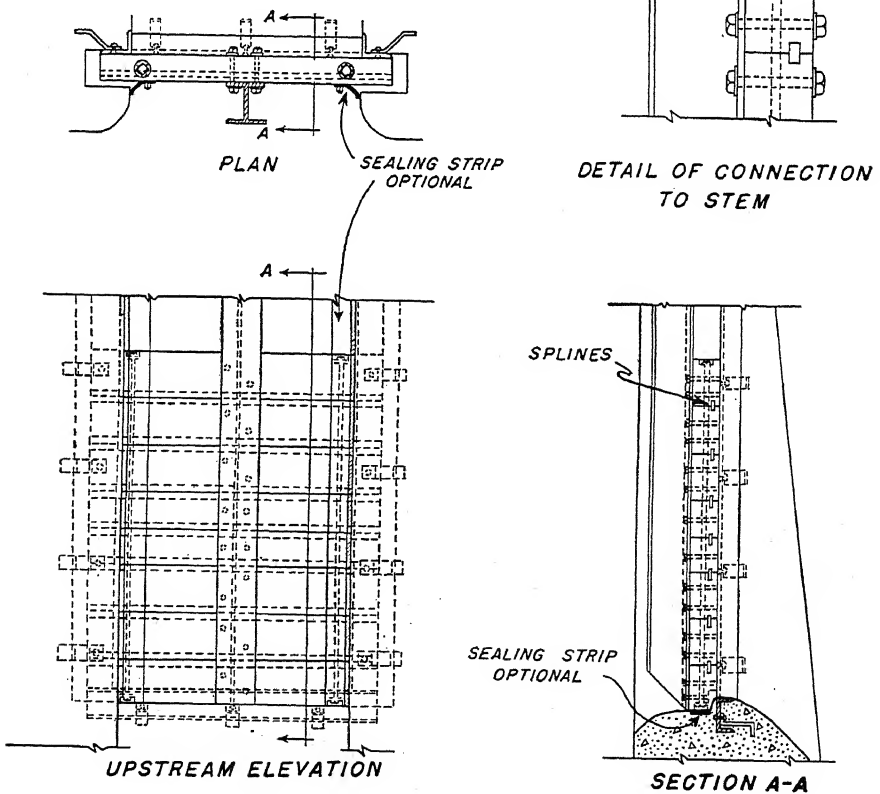 A
A
PLAN
SEALING STRIP
OPTIONAL
DETAIL OF CONNECTION
TO STEM
A
SPLINES
SEALING STRIP
OPTIONAL
UPSTREAM ELEVATION
SECTION A-A